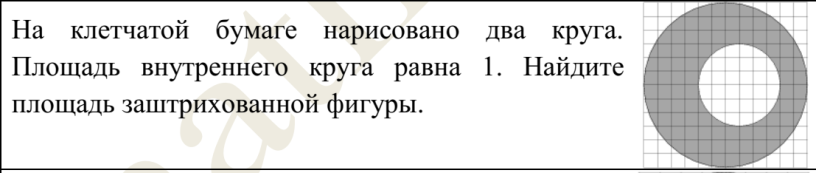 На клетчатой бумаге нарисовано два круга.
Площадь внутреннего круга равна 1. Найдите
площадь заштрихованной фигуры.